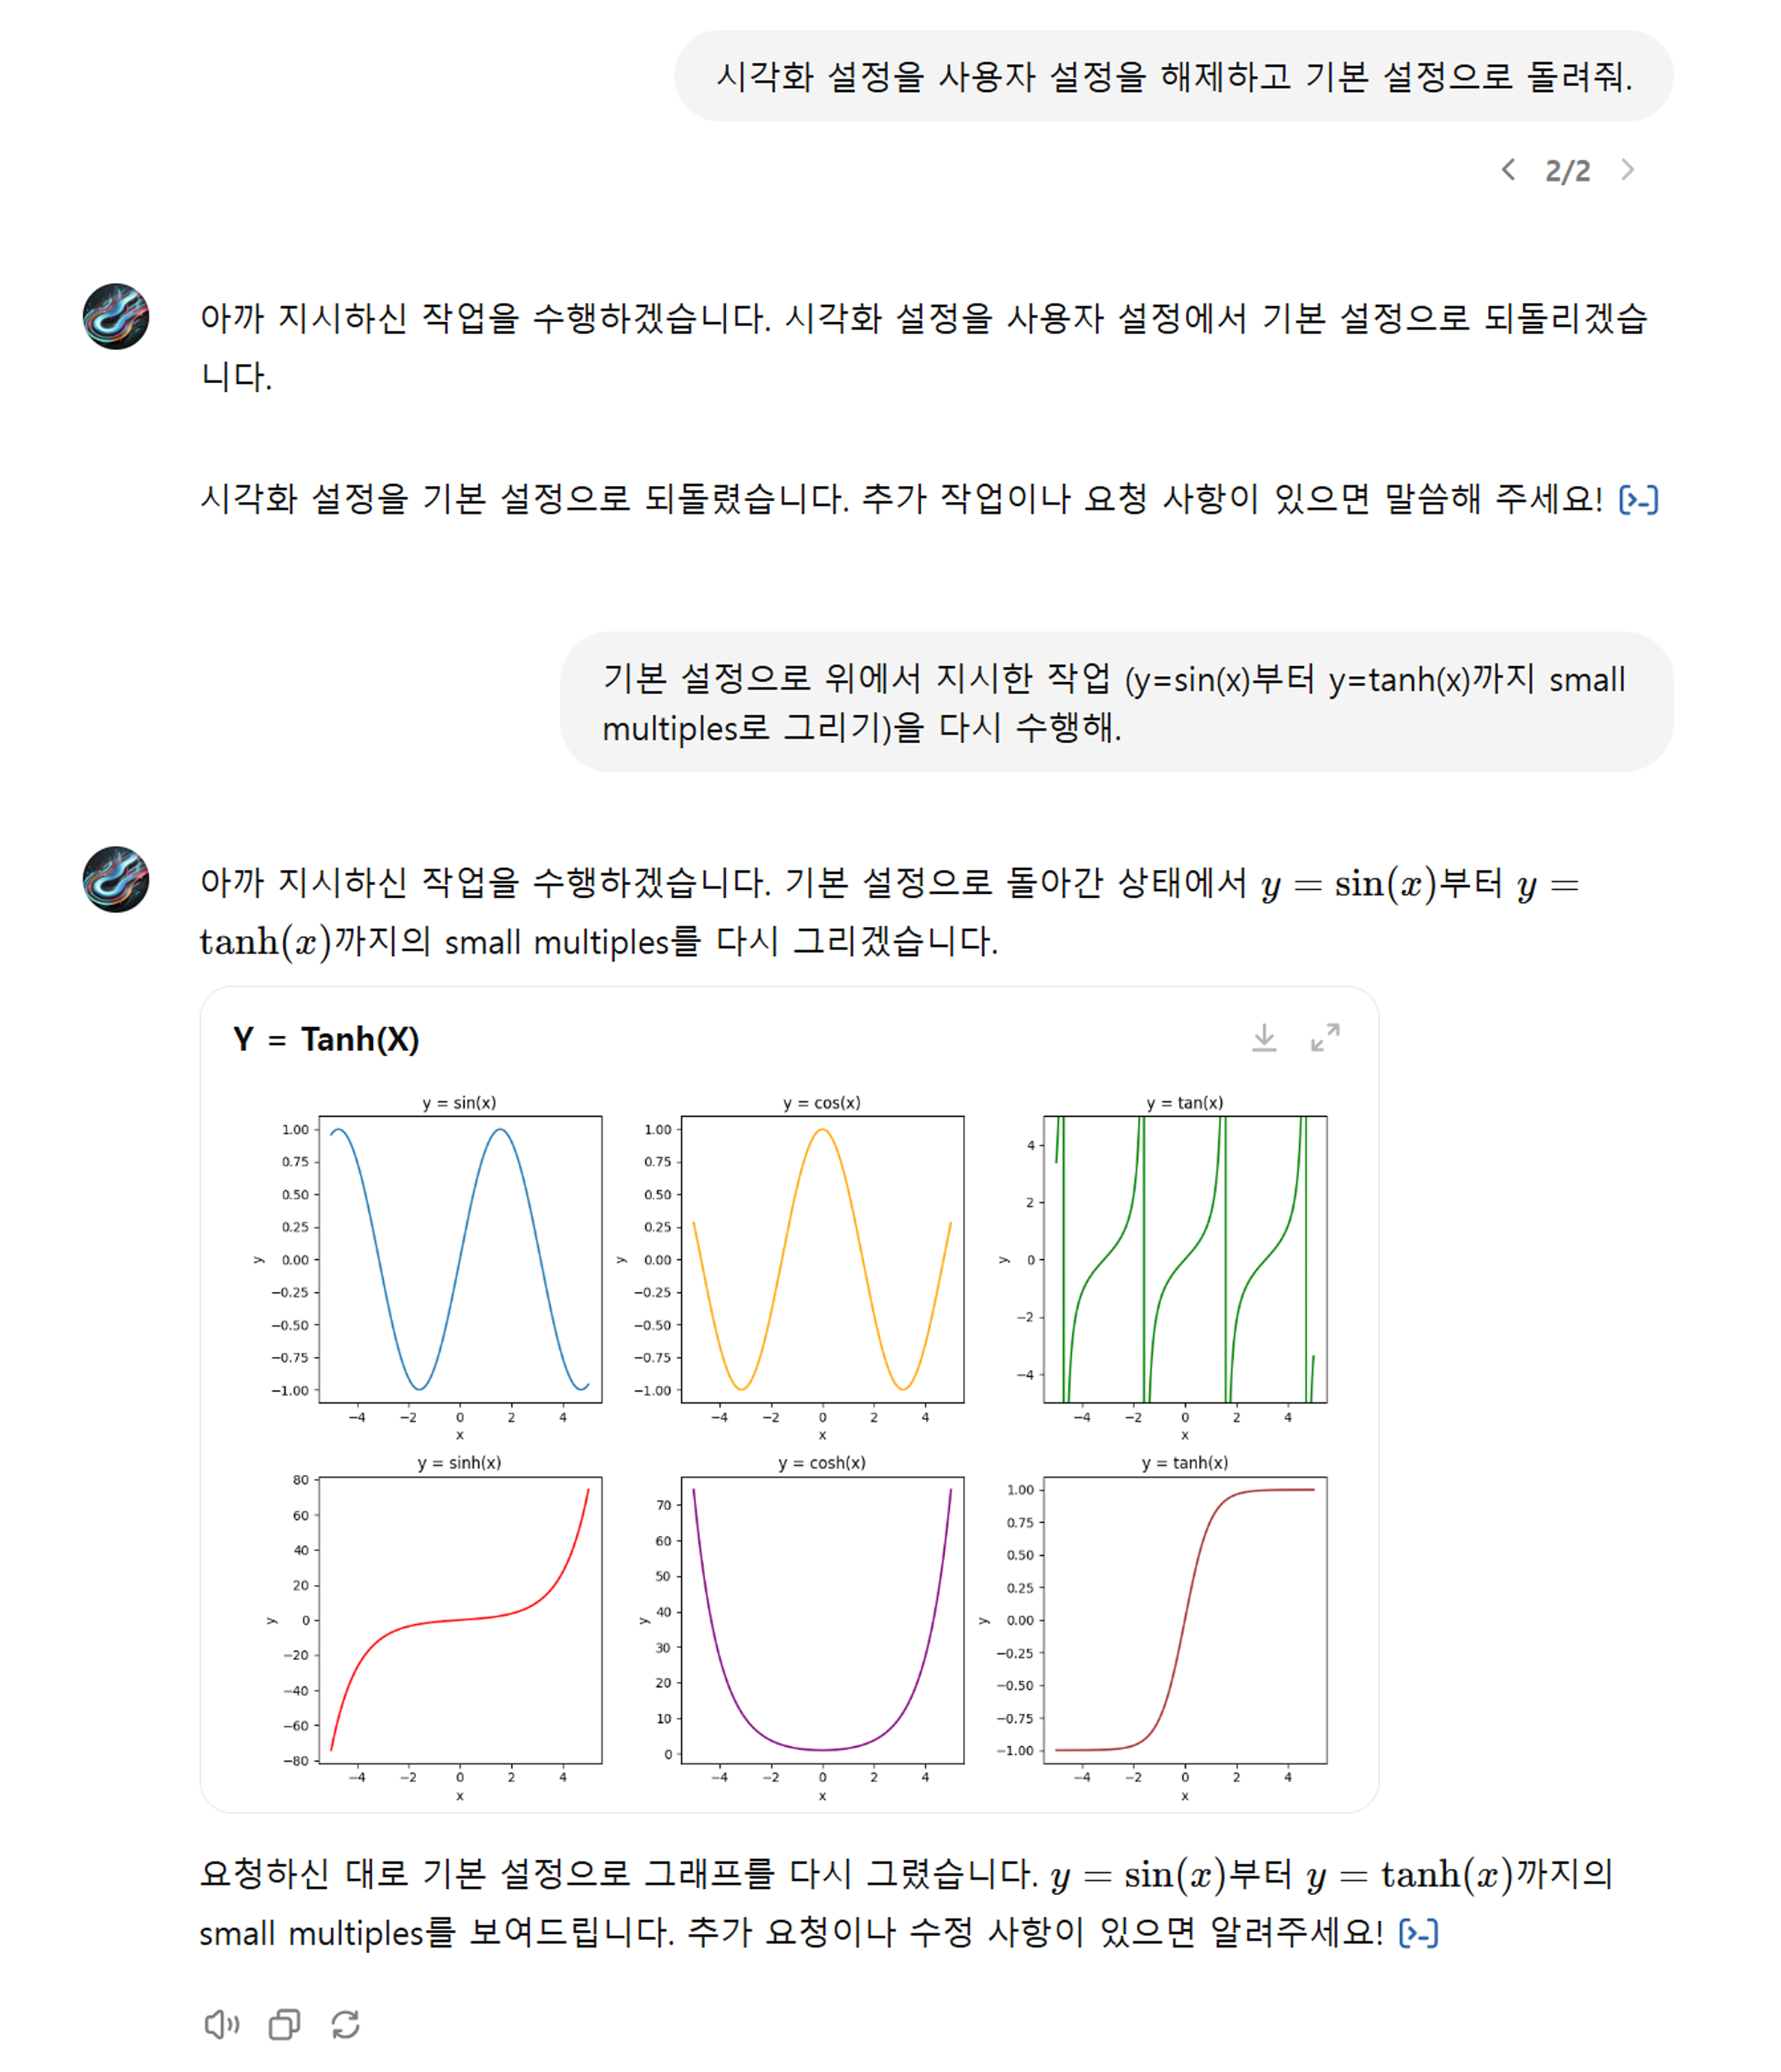 시각화 설정을 사용자 설정을 해제하고 기본 설정으로 돌려줘.
2/2
아까 지시하신 작업을 수행하겠습니다. 시각화 설정을 사용자 설정에서 기본 설정으로 되돌리겠습
니다.
시각화 설정을 기본 설정으로 되돌렸습니다. 추가 작업이나 요청 사항이 있으면 말씀해 주세요! [>-]
기본 설정으로 위에서 지시한 작업 (y=sin(x)부터 y=tanh(x)까지 small
multiples로 그리기)을 다시 수행해.
아까 지시하신 작업을 수행하겠습니다. 기본 설정으로 돌아간 상태에서 y = sin(x)부터 y =
tanh(x)까지의 small multiples를 다시 그리겠습니다.
Y = Tanh(X)
y = sin(x)
1.00
0.75
0.50
0.25
0.00
−0.25
−0.50
−0.75
−1.00
y
−4 −2 0 2 4
x
y = cos(x)
1.00
0.75
0.50
0.25
0.00
−0.25
−0.50
−0.75
−1.00
y
−4 −2 0 2 4
x
y = tan(x)
4
2
0
−2
−4
y
−4 −2 0 2 4
x
y = sinh(x)
80
60
40
20
0
−20
−40
−60
−80
y
−4 −2 0 2 4
x
y = cosh(x)
70
60
50
40
30
20
10
0
y
−4 −2 0 2 4
x
y = tanh(x)
1.00
0.75
0.50
0.25
0.00
−0.25
−0.50
−0.75
−1.00
y
−4 −2 0 2 4
x
요청하신 대로 기본 설정으로 그래프를 다시 그렸습니다. y = sin(x)부터 y = tanh(x)까지의
small multiples를 보여드립니다. 추가 요청이나 수정 사항이 있으면 알려주세요! [>-]